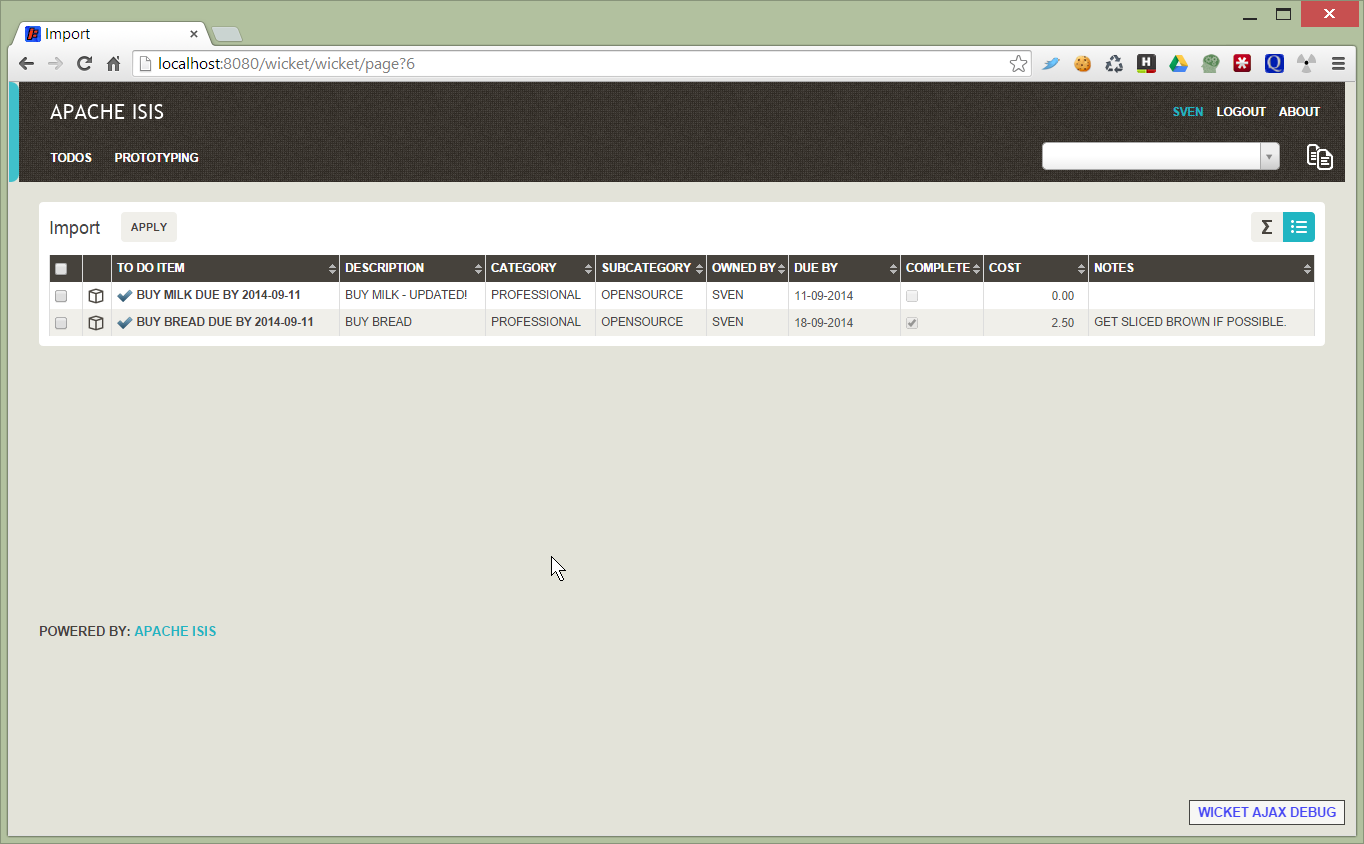 Import
localhost:8080/wicket/wicket/page?6
H
Q
APACHE ISIS
SVEN LOGOUT ABOUT
TODOS PROTOTYPING
Import APPLY Σ
TO DO ITEM DESCRIPTION CATEGORY SUBCATEGORY OWNED BY DUE BY COMPLETE COST NOTES
BUY MILK DUE BY 2014-09-11 BUY MILK - UPDATED! PROFESSIONAL OPENSOURCE SVEN 11-09-2014 0.00
BUY BREAD DUE BY 2014-09-11 BUY BREAD PROFESSIONAL OPENSOURCE SVEN 18-09-2014 2.50 GET SLICED BROWN IF POSSIBLE.
POWERED BY: APACHE ISIS
WICKET AJAX DEBUG